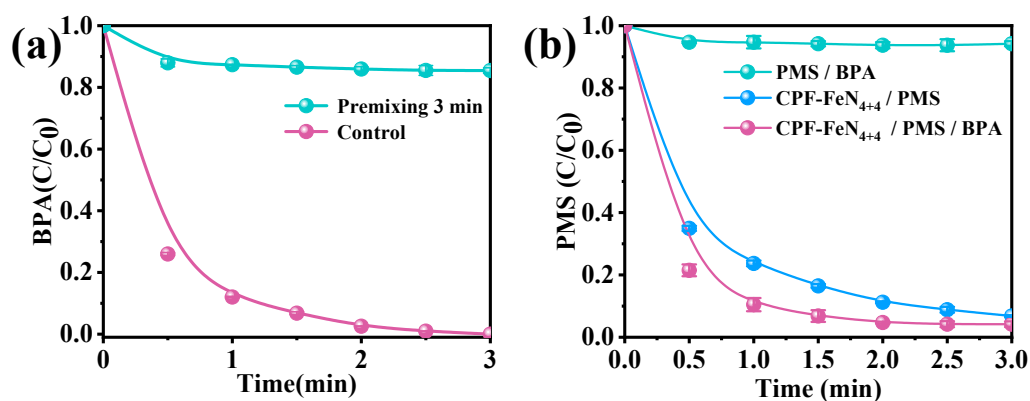 (a)
BPA(C/C0)
1.0
0.8
0.6
0.4
0.2
0.0
Premixing 3 min
Control
0 1 2 3
Time(min)
(b)
PMS (C/C0)
1.0
0.8
0.6
0.4
0.2
0.0
PMS / BPA
CPF-FeN4+4 / PMS
CPF-FeN4+4 / PMS / BPA
0.0 0.5 1.0 1.5 2.0 2.5 3.0
Time (min)